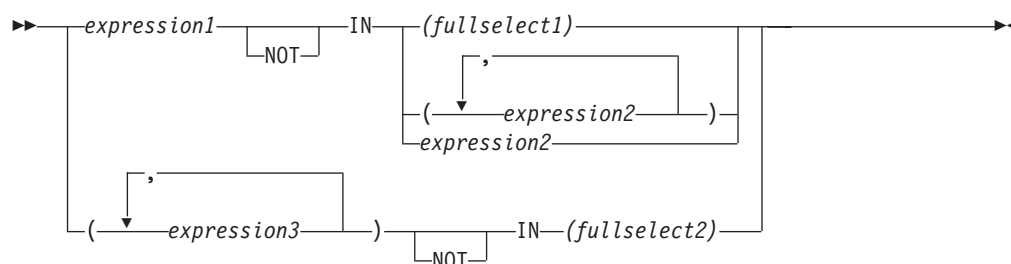 expression1 IN (fullselect1)
NOT
,
( expression2 )
expression2
,
( expression3 ) IN (fullselect2)
NOT